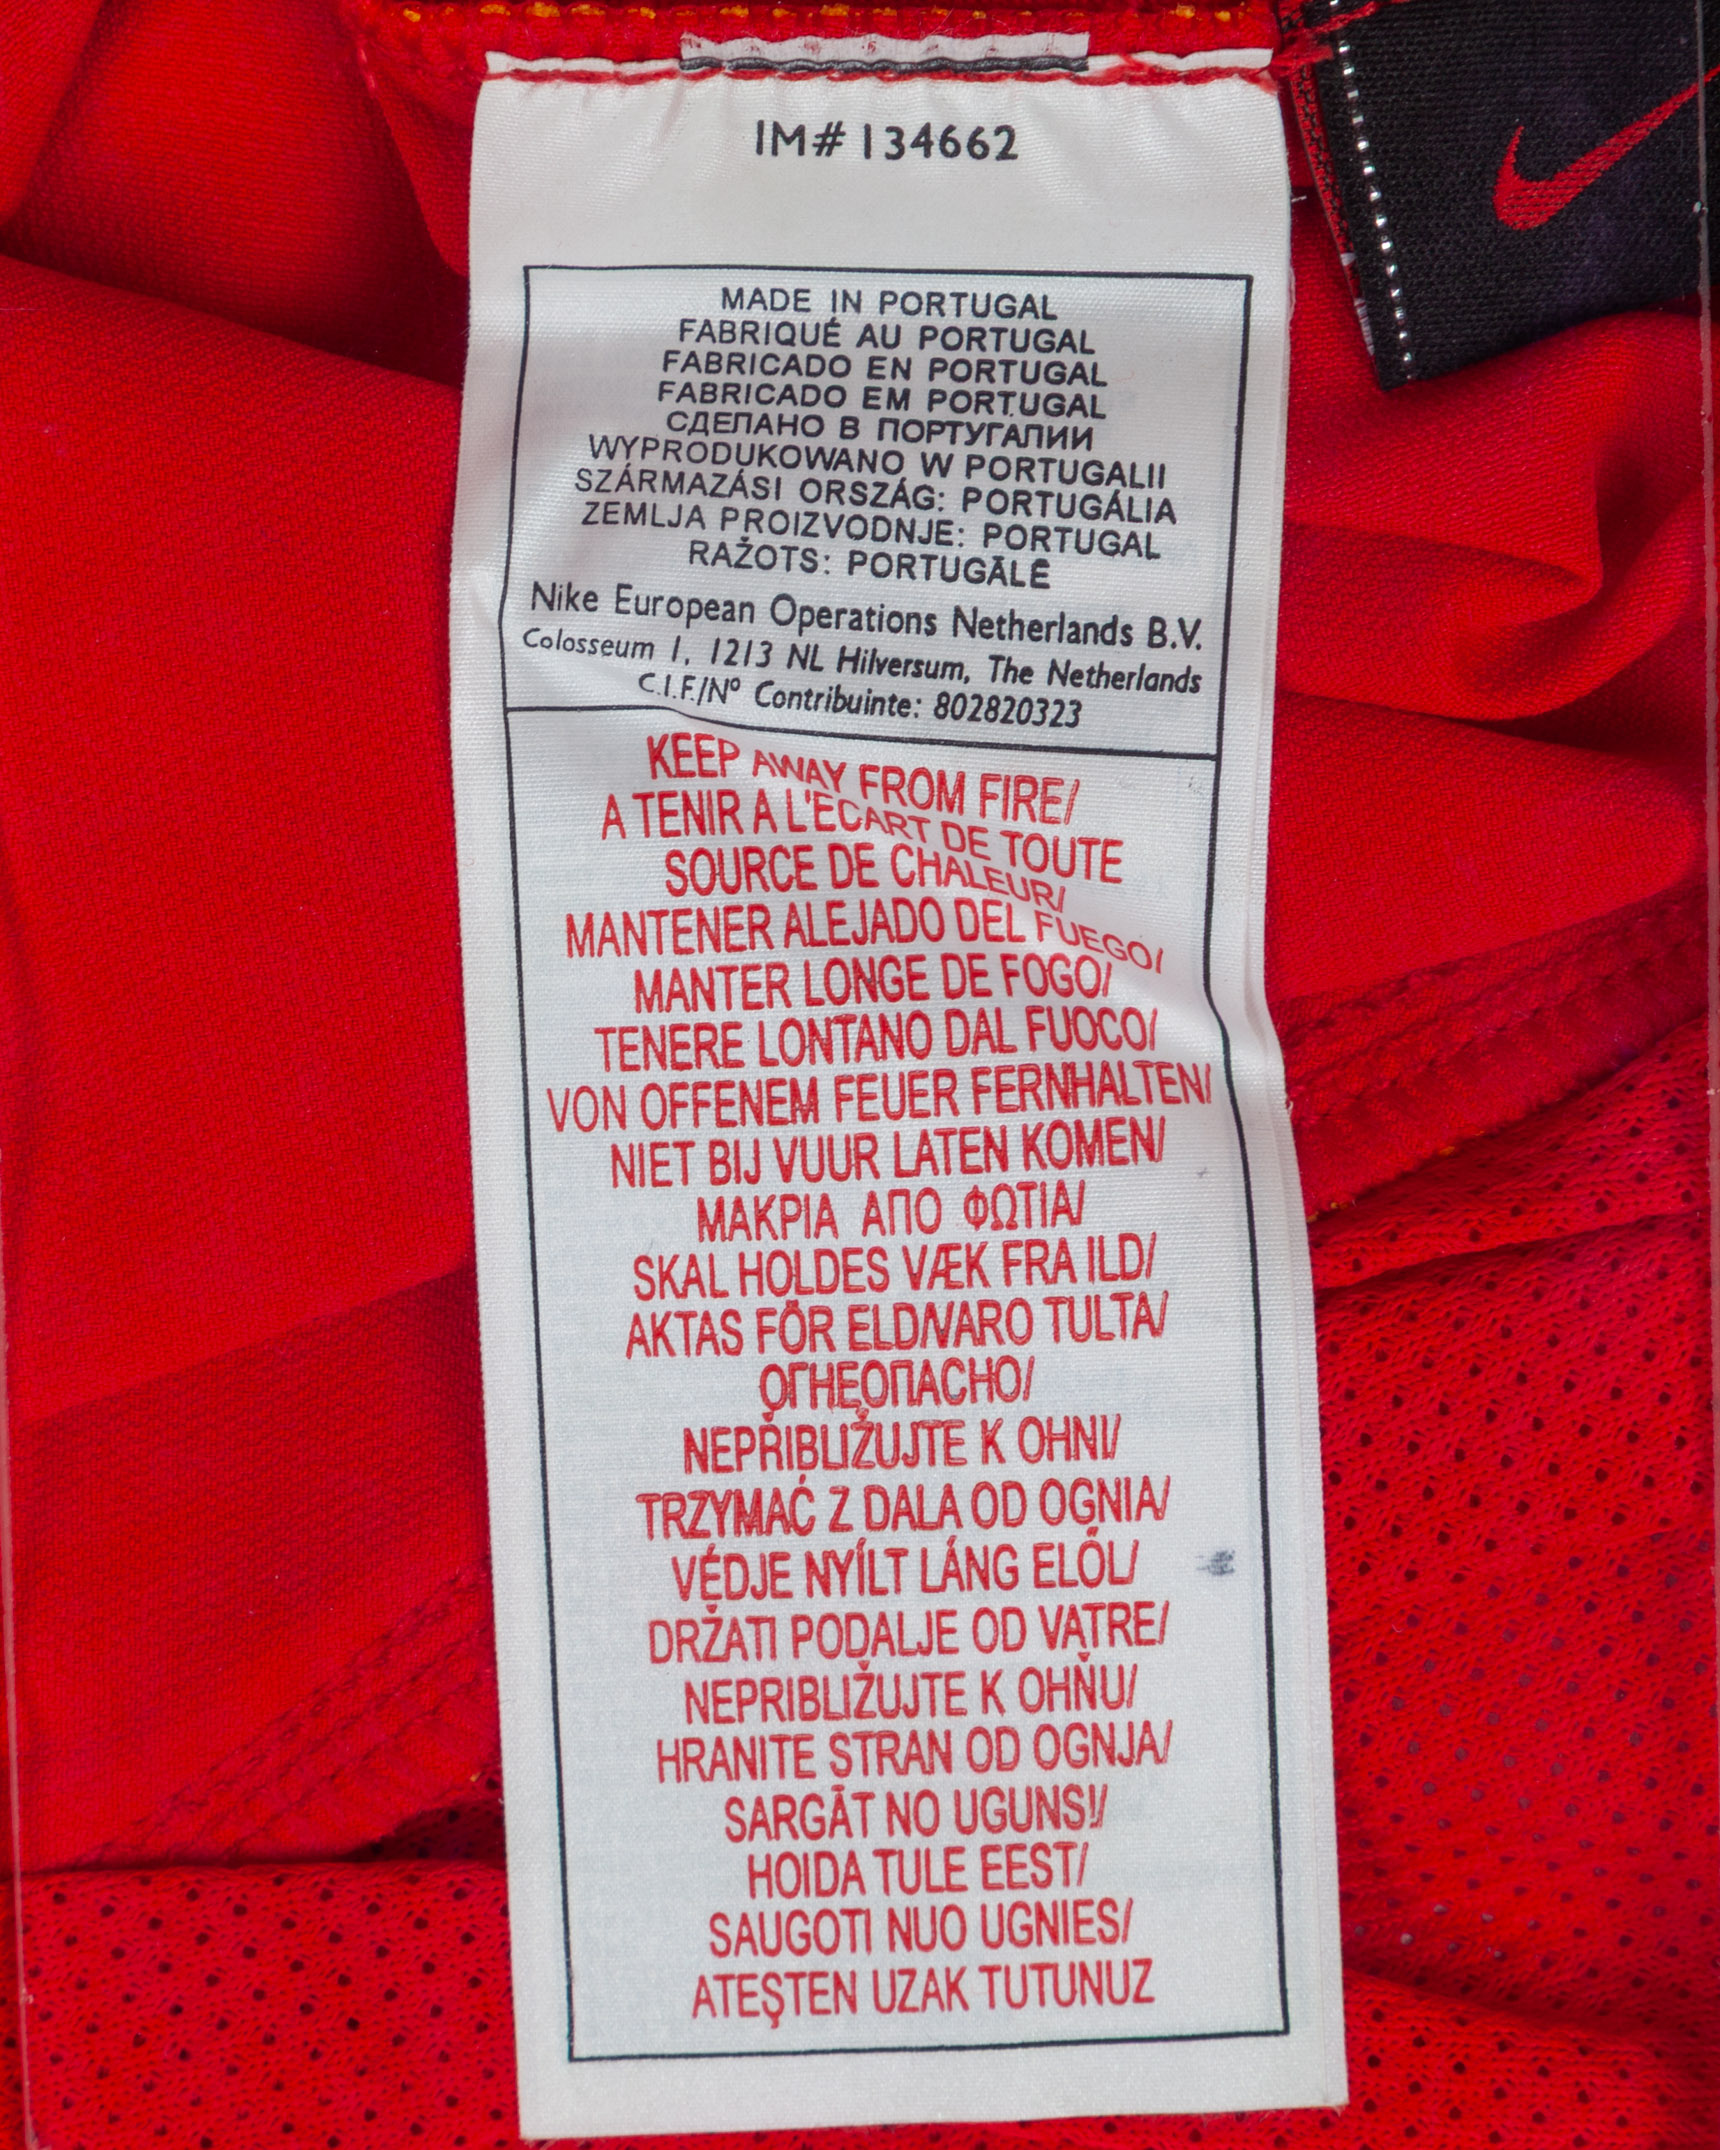 IM# 134662
MADE IN PORTUGAL
FABRIQUÉ AU PORTUGAL
FABRICADO EN PORTUGAL
FABRICADO EM PORTUGAL
СДЕЛАНО В ПОРТУГАЛИИ
WYPRODUKOWANO W PORTUGALII
SZÁRMAZÁSI ORSZÁG: PORTUGÁLIA
ZEMLJA PROIZVODNJE: PORTUGAL
RAŽOTS: PORTUGĀLĒ
Nike European Operations Netherlands B.V.
Colosseum 1, 1213 NL Hilversum, The Netherlands
C.I.F./Nº Contribuinte: 802820323
KEEP AWAY FROM FIRE/
A TENIR A L'ECART DE TOUTE
SOURCE DE CHALEUR/
MANTENER ALEJADO DEL FUEGO/
MANTER LONGE DE FOGO/
TENERE LONTANO DAL FUOCO/
VON OFFENEM FEUER FERNHALTEN/
NIET BIJ VUUR LATEN KOMEN/
ΜΑΚΡΙΑ ΑΠΟ ΦΩΤΙΑ/
SKAL HOLDES VÆK FRA ILD/
AKTAS FÖR ELD/VARO TULTA/
ОГНЕОПАСНО/
NEPŘIBLIŽUJTE K OHNI/
TRZYMAĆ Z DALA OD OGNIA/
VÉDJE NYÍLT LÁNG ELŐL/
DRŽATI PODALJE OD VATRE/
NEPRIBLIŽUJTE K OHŇU/
HRANITE STRAN OD OGNJA/
SARGĀT NO UGUNS!/
HOIDA TULE EEST/
SAUGOTI NUO UGNIES/
ATEŞTEN UZAK TUTUNUZ